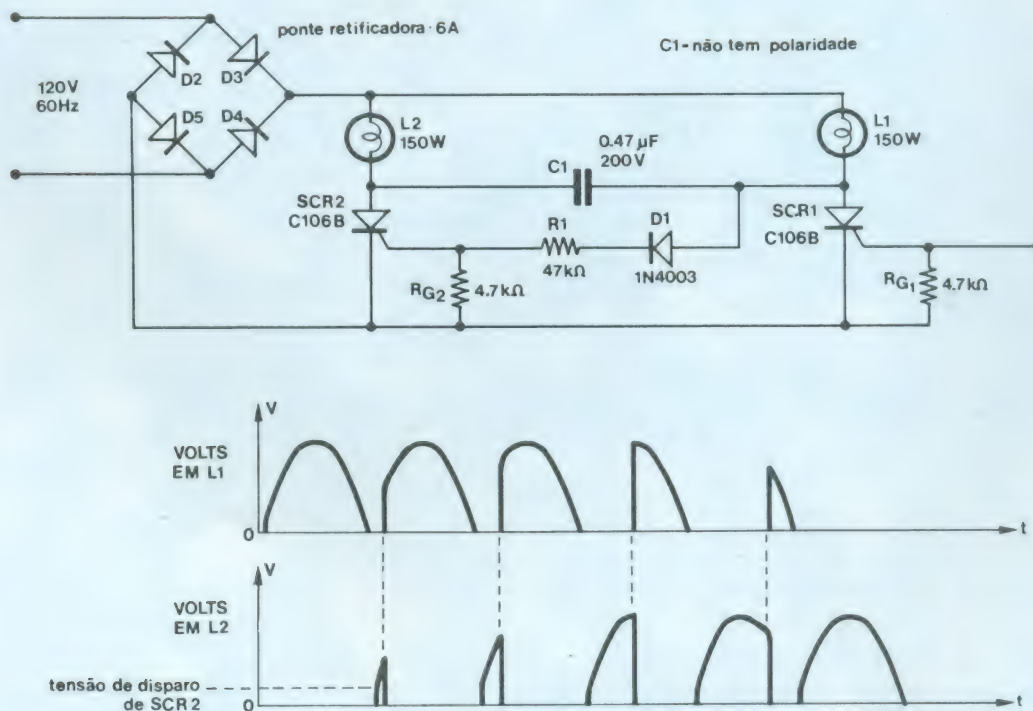 ponte retificadora · 6A
C1-não tem polaridade
120V
60Hz
D2
D3
D5
D4
L2
150W
L1
150W
0.47 µF
200V
C1
SCR2
C106B
R1
47kΩ
D1
1N4003
SCR1
C106B
RG2
4.7kΩ
RG1
4.7kΩ
V
VOLTS
EM L1
0
t
V
VOLTS
EM L2
tensão de disparo
de SCR 2
0
t